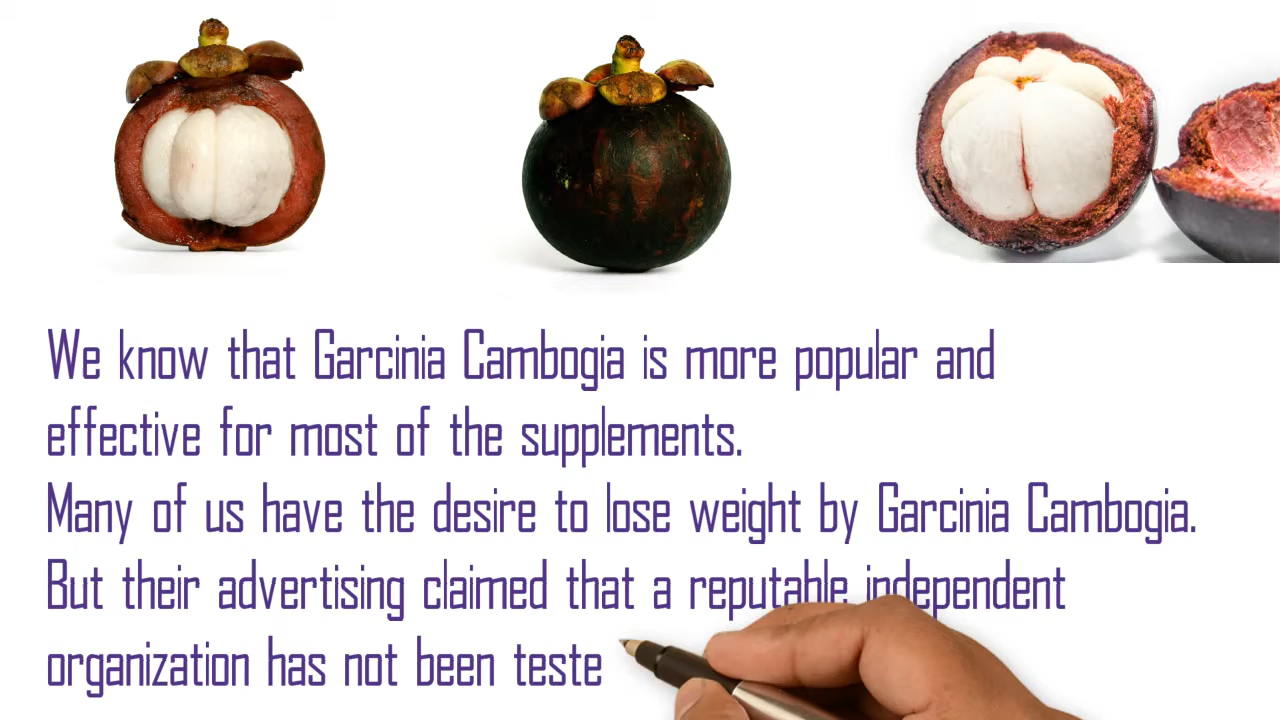 We know that Garcinia Cambogia is more popular and
effective for most of the supplements.
Many of us have the desire to lose weight by Garcinia Cambogia.
But their advertising claimed that a reputable independent
organization has not been teste